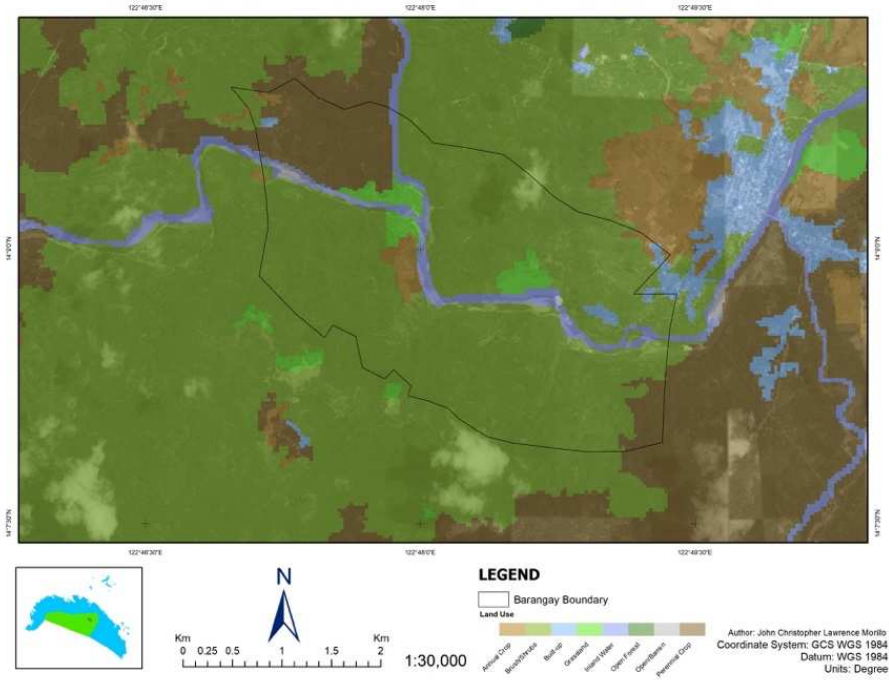 122°46'30"E 122°48'0"E 122°49'30"E
14°9'0"N 14°9'0"N
14°7'30"N 14°7'30"N
122°46'30"E 122°48'0"E 122°49'30"E
N
Km Km
0 0.25 0.5 1 1 2
1:30,000
LEGEND
Barangay Boundary
Land Use
Annual Crop Brush/Shrubs Built-up Grassland Inland Water Open Forest Open/Barren Perennial Crop
Author: John Christopher Lawrence Morillo
Coordinate System: GCS WGS 1984
Datum: WGS 1984
Units: Degree